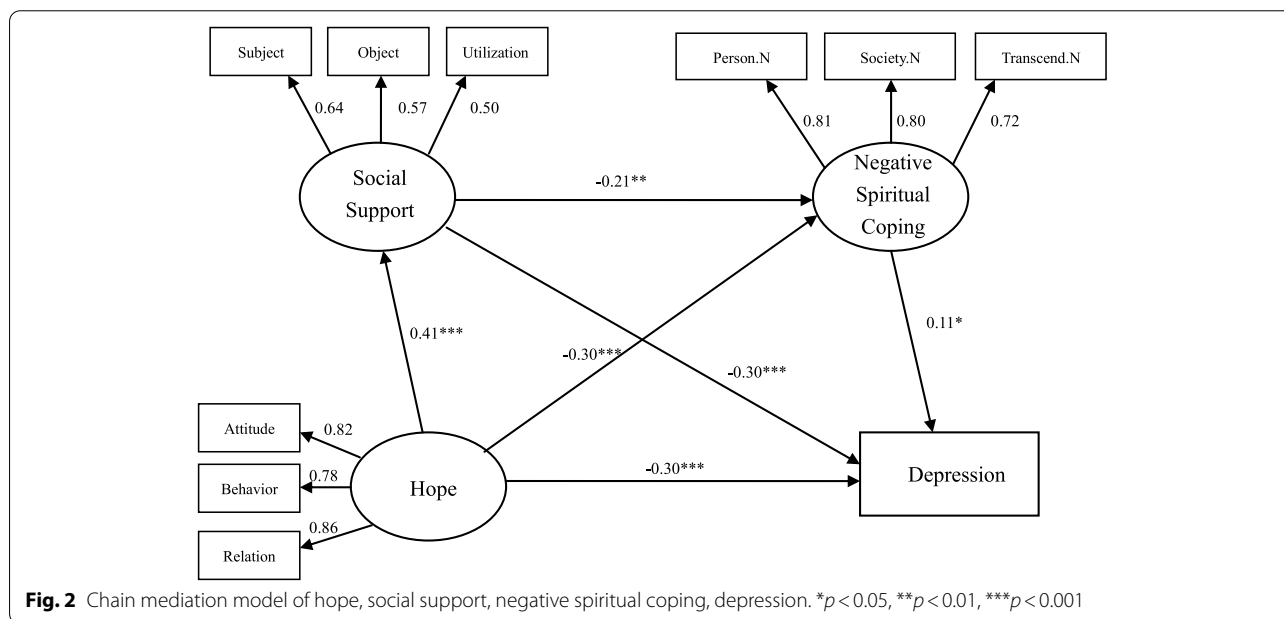 Subject
Object
Utilization
Person.N
Society.N
Transcend.N
0.64
0.57
0.50
0.81
0.80
0.72
Social
Support
-0.21**
Negative
Spiritual
Coping
0.41***
-0.30***
-0.30***
0.11*
Attitude
0.82
Behavior
0.78
Relation
0.86
Hope
-0.30***
Depression
Fig. 2 Chain mediation model of hope, social support, negative spiritual coping, depression. *p < 0.05, **p < 0.01, ***p < 0.001